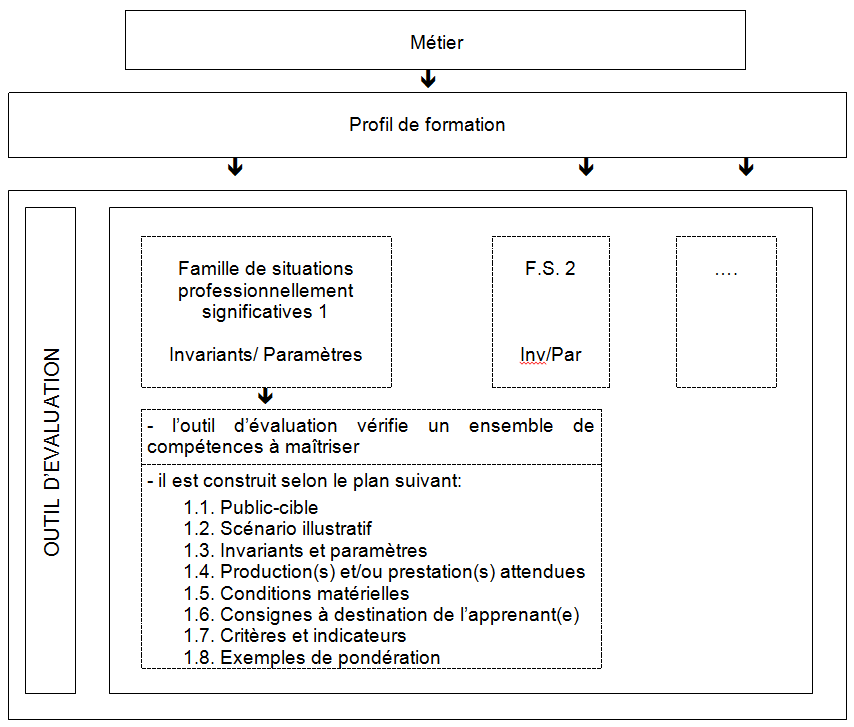 Métier
Profil de formation
OUTIL D'EVALUATION
Famille de situations
professionnellement
significatives 1
Invariants/ Paramètres
F.S. 2
Inv/Par
….
- l'outil d'évaluation vérifie un ensemble de
compétences à maîtriser
- il est construit selon le plan suivant:
1.1. Public-cible
1.2. Scénario illustratif
1.3. Invariants et paramètres
1.4. Production(s) et/ou prestation(s) attendues
1.5. Conditions matérielles
1.6. Consignes à destination de l'apprenant(e)
1.7. Critères et indicateurs
1.8. Exemples de pondération